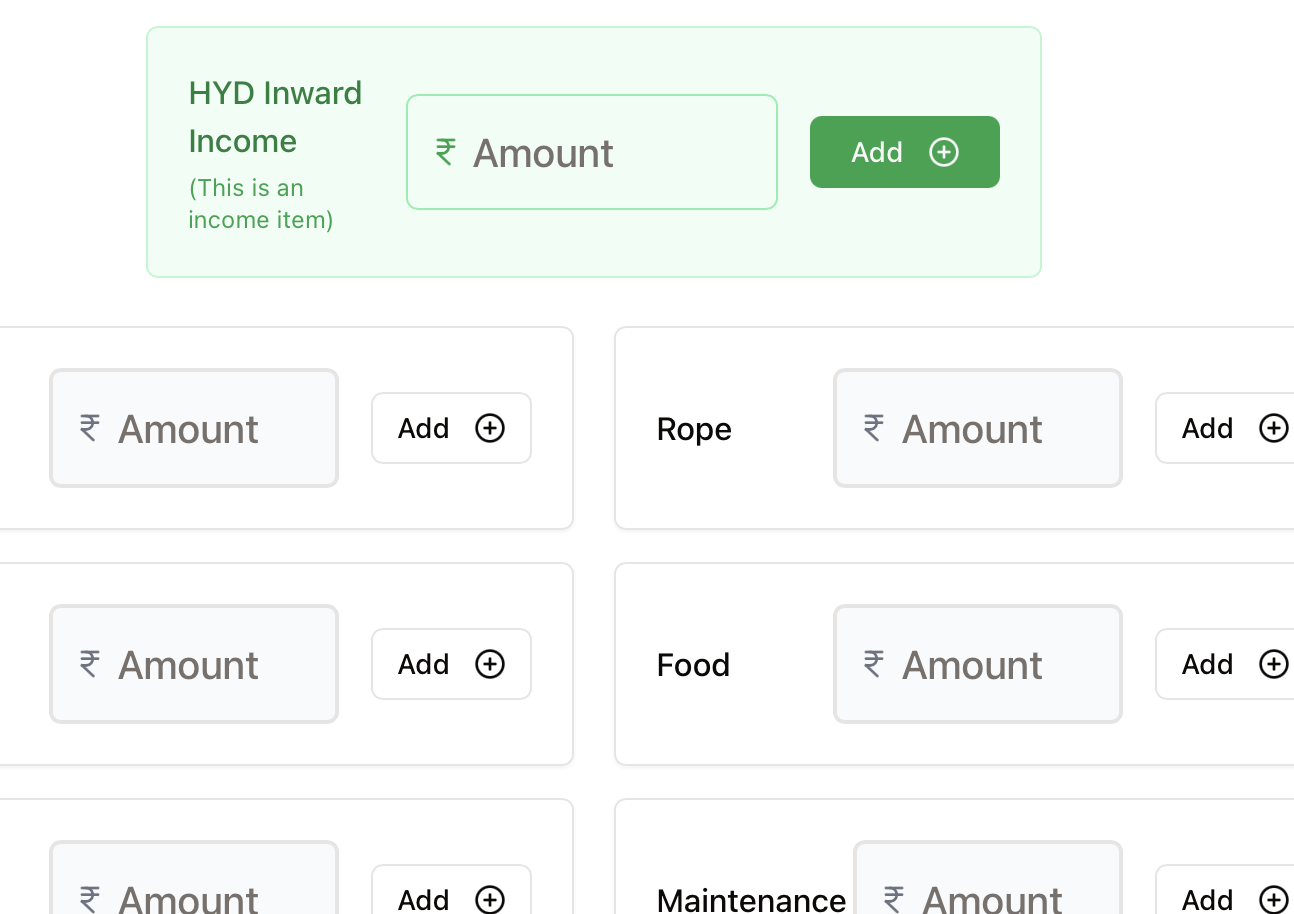 HYD Inward
Income
(This is an
income item)
₹ Amount
Add
₹ Amount
Add
Rope
₹ Amount
Add
₹ Amount
Add
Food
₹ Amount
Add
₹ Amount
Add
Maintenance
₹ Amount
Add